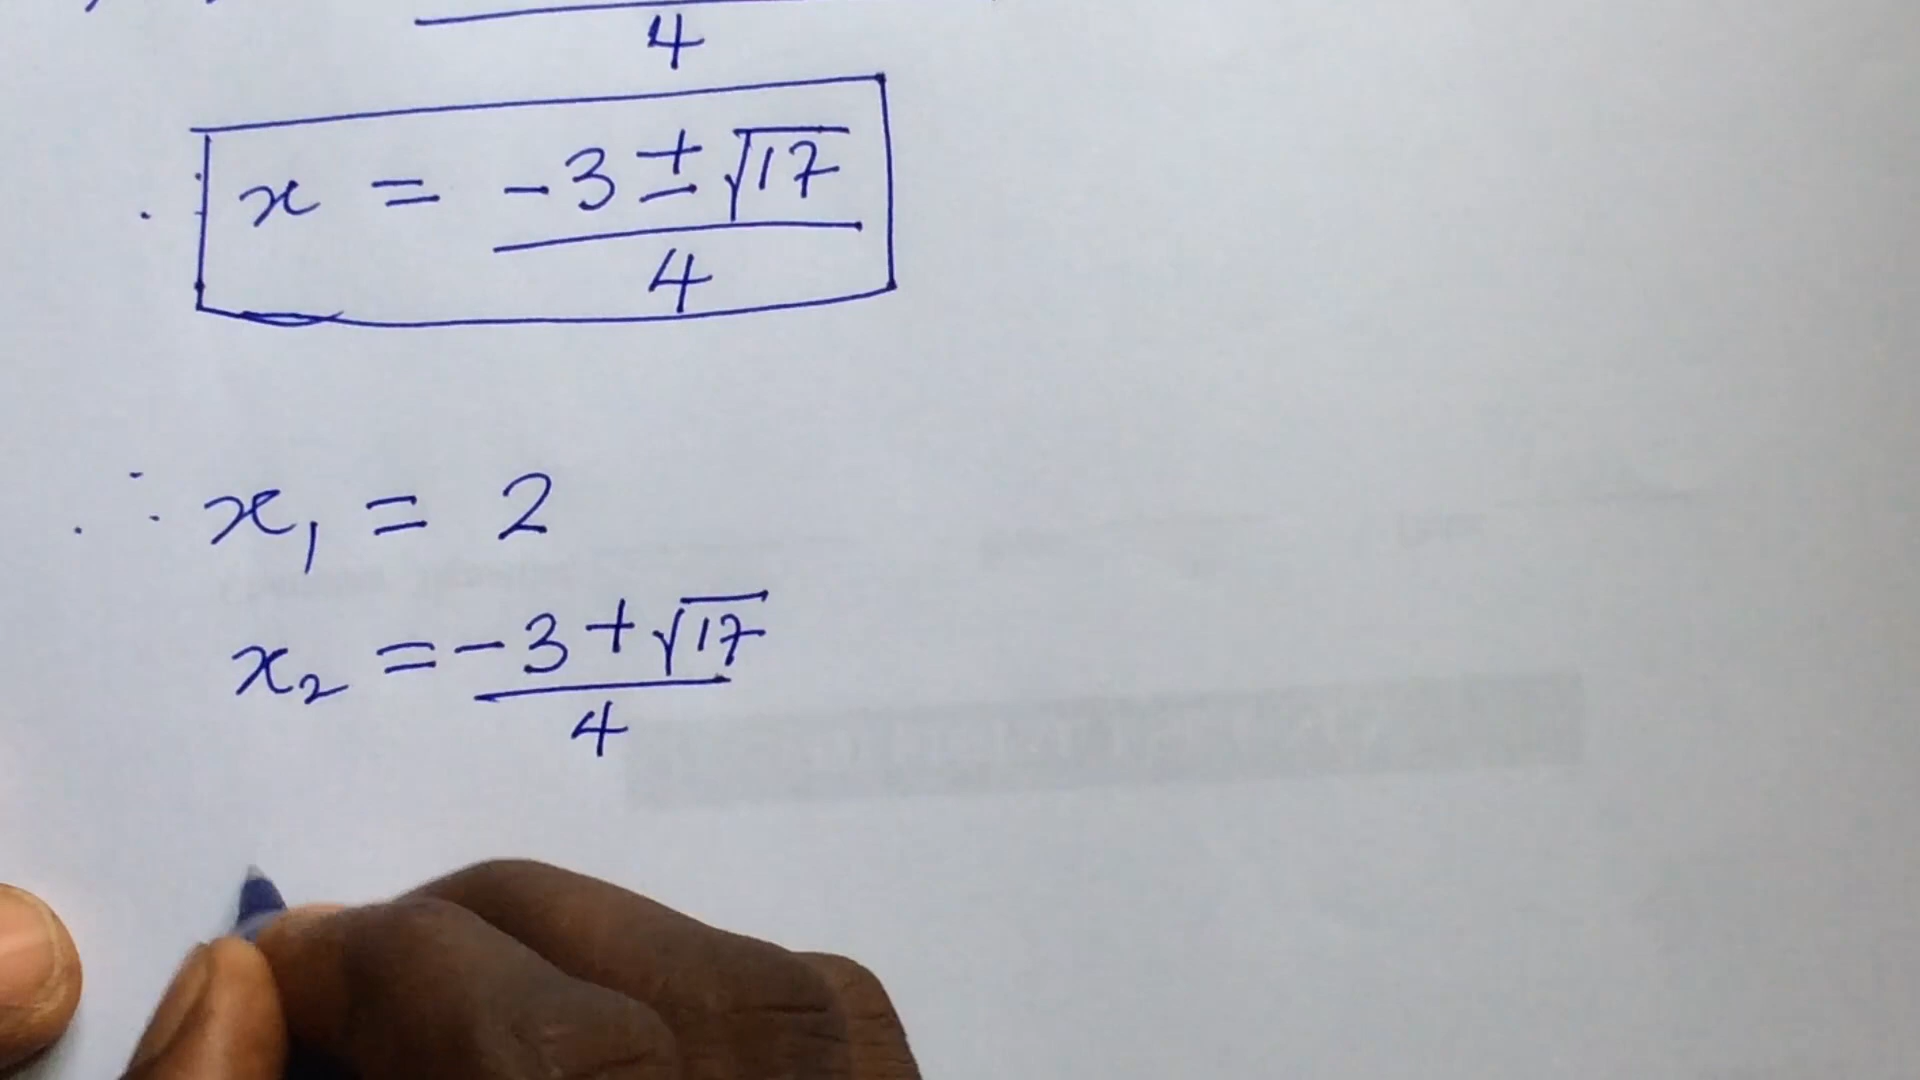 4
x = -3 ± √17
4
∴ x₁ = 2
x₂ = -3 + √17
4